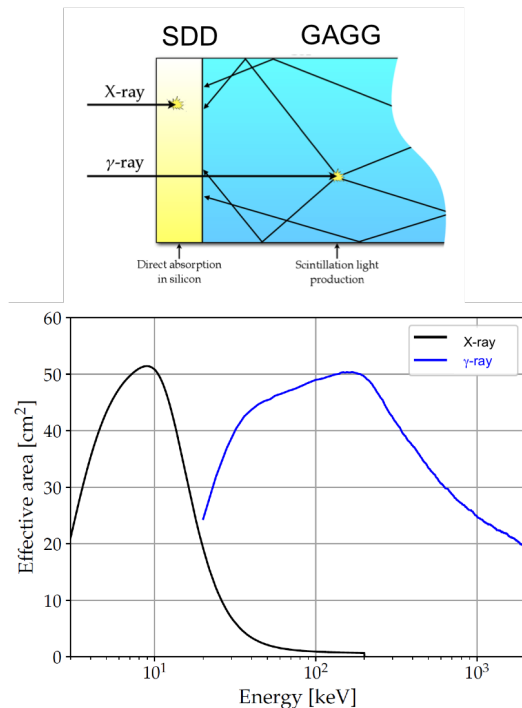 SDD GAGG
X-ray
γ-ray
Direct absorption
in silicon
Scintillation light
production
Effective area [cm²]
60
50
40
30
20
10
0
X-ray
γ-ray
10¹ 10² 10³
Energy [keV]